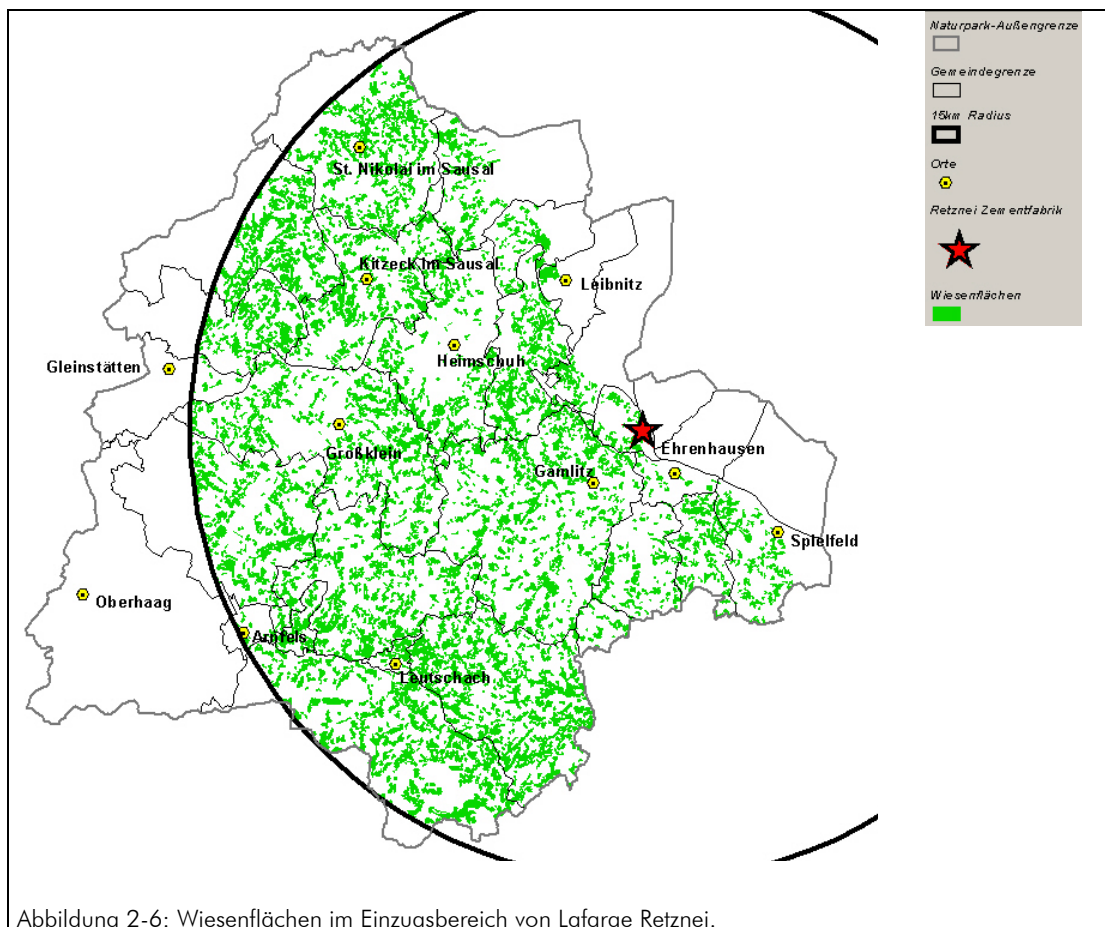 Naturpark-Außengrenze
Gemeindegrenze
15km Radius
Orte
Retznei Zementfabrik
Wiesenflächen
St. Nikolai im Sausal
Kitzeck im Sausal
Leibnitz
Heimschuh
Gleinstätten
Großklein
Ehrenhausen
Gamlitz
Spielfeld
Oberhaag
Arnfels
Leutschach
Abbildung 2-6: Wiesenflächen im Einzugsbereich von Lafarge Retznei.